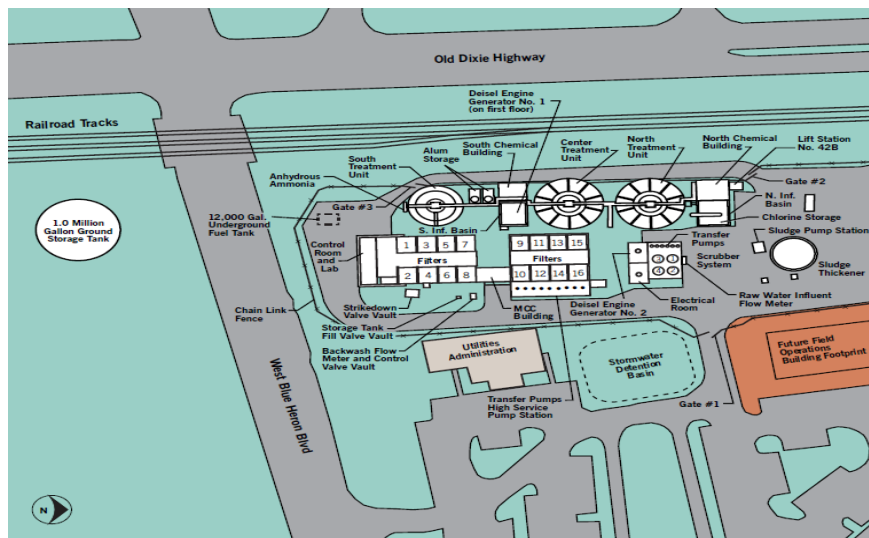 Old Dixie Highway
Railroad Tracks
Deisel Engine
Generator No. 1
(on first floor)
South Chemical
Building
Center
Treatment
Unit
North
Treatment
Unit
North Chemical
Building
Lift Station
No. 42B
Alum
Storage
South
Treatment
Unit
Anhydrous
Ammonia
Gate #3
Gate #2
N. Inf.
Basin
Chlorine Storage
1.0 Million
Gallon Ground
Storage Tank
12,000 Gal.
Underground
Fuel Tank
S. Inf. Basin
Transfer
Pumps
Sludge Pump Station
Control
Room
and
Lab
1 3 5 7
Filters
2 4 6 8
9 11 13 15
Filters
10 12 14 16
3 1
4 2
Scrubber
System
Sludge
Thickener
Chain Link
Fence
Strikedown
Valve Vault
MCC
Building
Deisel Engine
Generator No. 2
Electrical
Room
Raw Water Influent
Flow Meter
Storage Tank
Fill Valve Vault
Backwash Flow
Meter and Control
Valve Vault
Utilities
Administration
Stormwater
Detention
Basin
Future Field
Operations
Building Footprint
West Blue Heron Blvd
Transfer Pumps
High Service
Pump Station
Gate #1
N